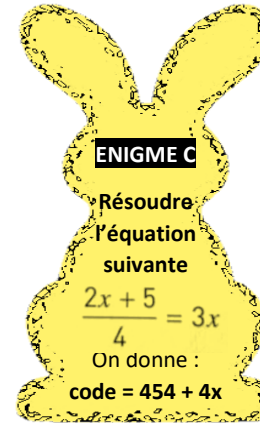 ENIGME C
Résoudre
l'équation
suivante
(2x + 5)/4 = 3x
On donne :
code = 454 + 4x